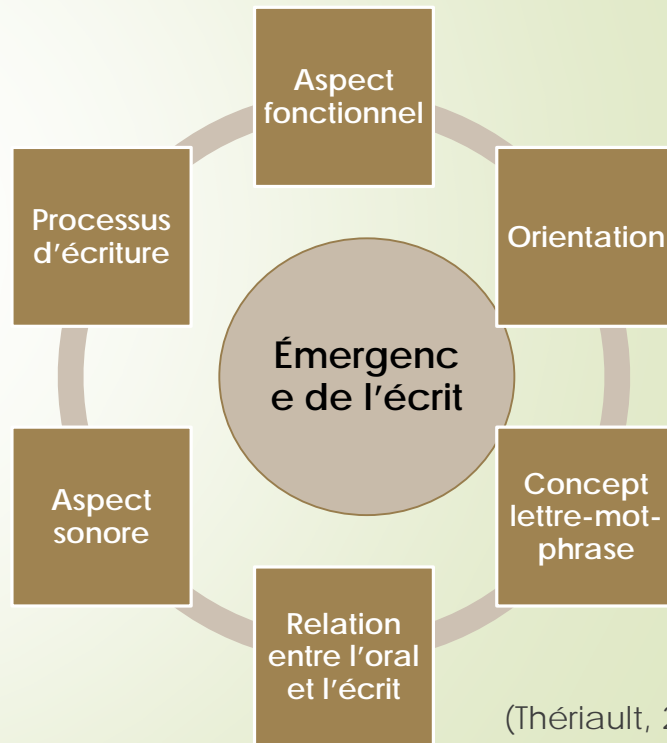 Aspect
fonctionnel
Orientation
Concept
lettre-mot-
phrase
Relation
entre l'oral
et l'écrit
Aspect
sonore
Processus
d'écriture
Émergenc
e de l'écrit
(Thériault, 2